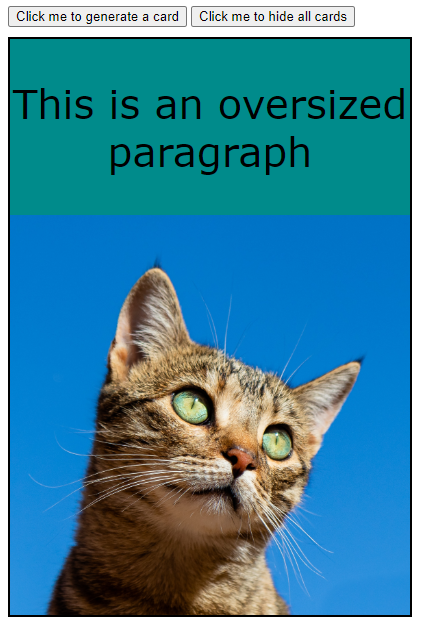 Click me to generate a card Click me to hide all cards
This is an oversized
paragraph